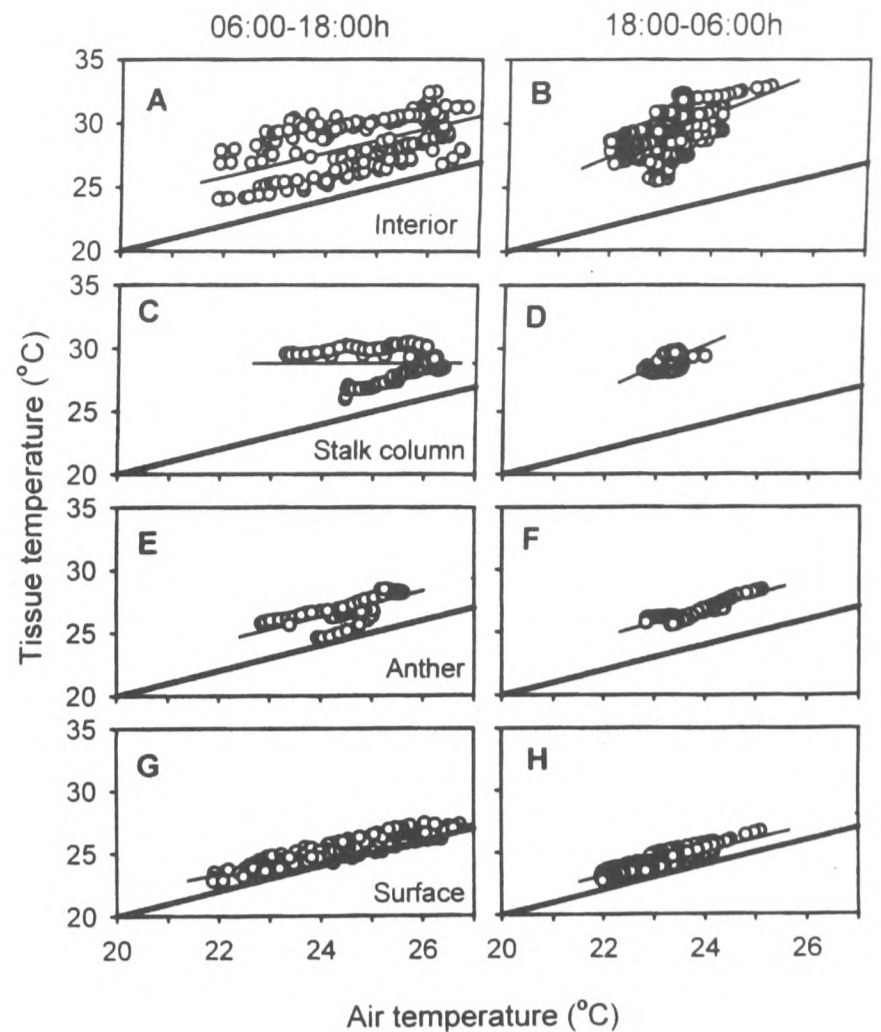 06:00-18:00h
18:00-06:00h
Tissue temperature (°C)
35
30
25
20
A
Interior
B
35
30
25
20
C
Stalk column
D
35
30
25
20
E
Anther
F
35
30
25
20
G
Surface
H
20 22 24 26
20 22 24 26
Air temperature (°C)